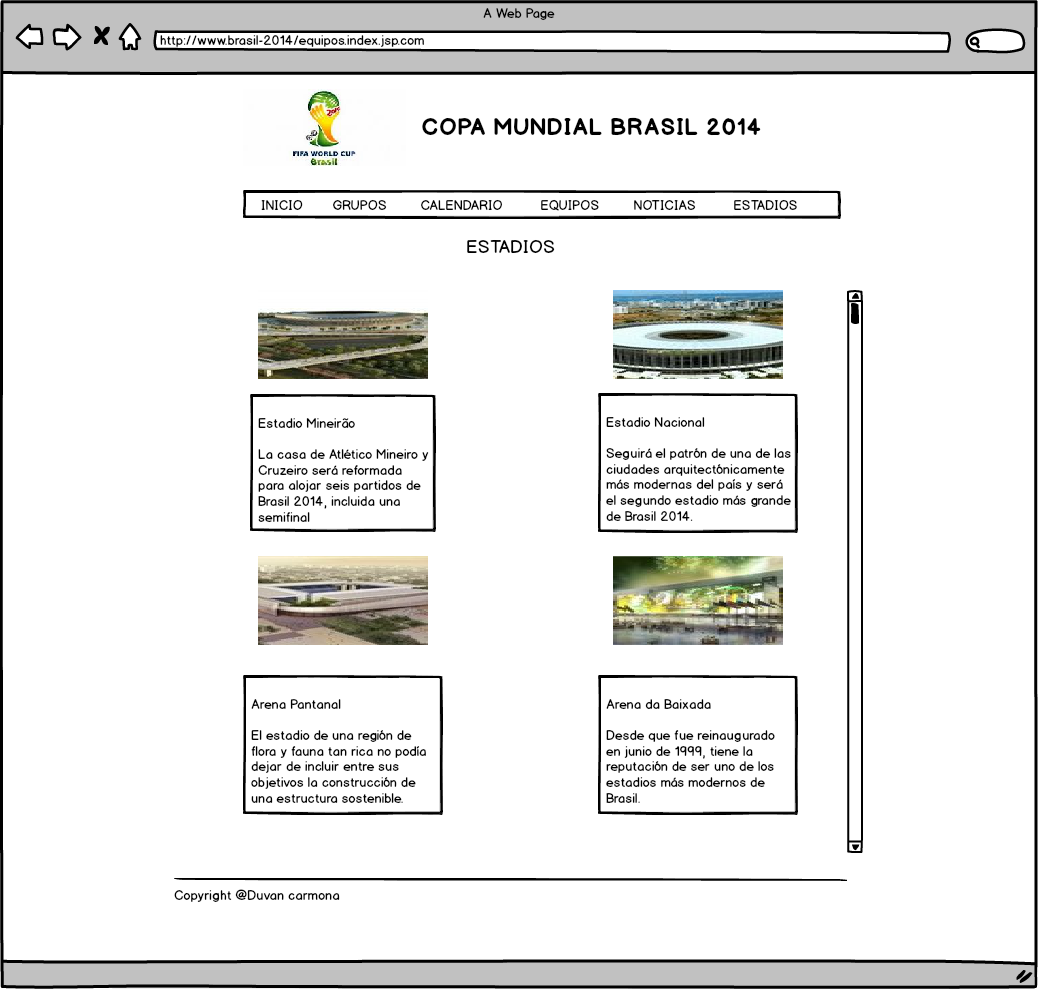 A Web Page
http://www.brasil-2014/equipos.index.jsp.com
2014
FIFA WORLD CUP
Brasil
COPA MUNDIAL BRASIL 2014
INICIO GRUPOS CALENDARIO EQUIPOS NOTICIAS ESTADIOS
ESTADIOS
Estadio Mineirão
La casa de Atlético Mineiro y
Cruzeiro será reformada
para alojar seis partidos de
Brasil 2014, incluida una
semifinal
Estadio Nacional
Seguirá el patrón de una de las
ciudades arquitectónicamente
más modernas del país y será
el segundo estadio más grande
de Brasil 2014.
Arena Pantanal
El estadio de una región de
flora y fauna tan rica no podía
dejar de incluir entre sus
objetivos la construcción de
una estructura sostenible.
Arena da Baixada
Desde que fue reinaugurado
en junio de 1999, tiene la
reputación de ser uno de los
estadios más modernos de
Brasil.
Copyright @Duvan carmona